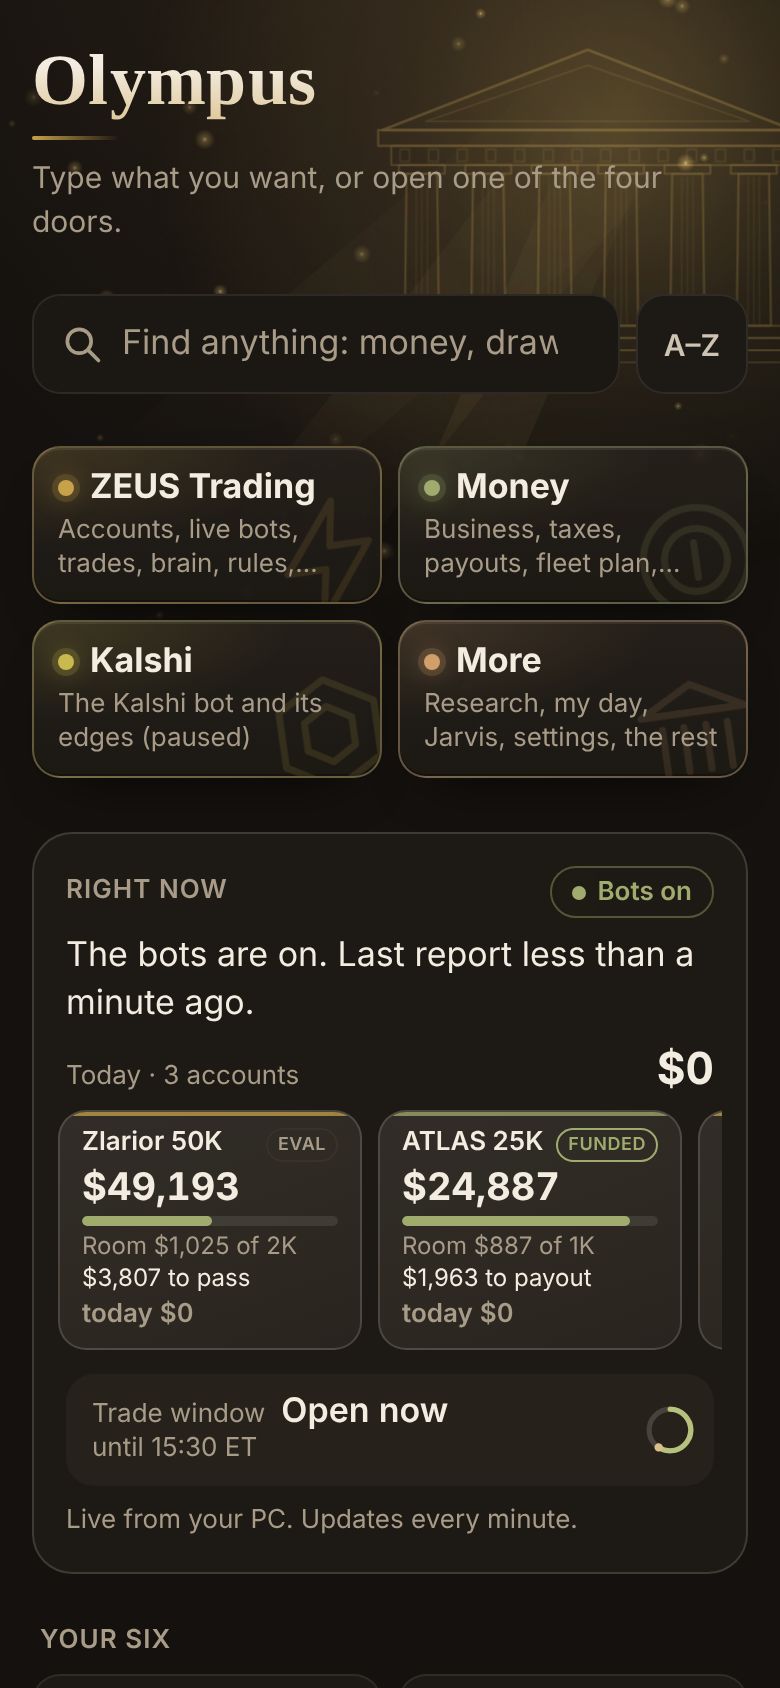 Olympus
Type what you want, or open one of the four
doors.
Find anything: money, draw
A–Z
ZEUS Trading
Accounts, live bots,
trades, brain, rules,...
Money
Business, taxes,
payouts, fleet plan,...
Kalshi
The Kalshi bot and its
edges (paused)
More
Research, my day,
Jarvis, settings, the rest
RIGHT NOW
Bots on
The bots are on. Last report less than a
minute ago.
Today · 3 accounts
$0
Zlarior 50K
EVAL
$49,193
Room $1,025 of 2K
$3,807 to pass
today $0
ATLAS 25K
FUNDED
$24,887
Room $887 of 1K
$1,963 to payout
today $0
Trade window Open now
until 15:30 ET
Live from your PC. Updates every minute.
YOUR SIX